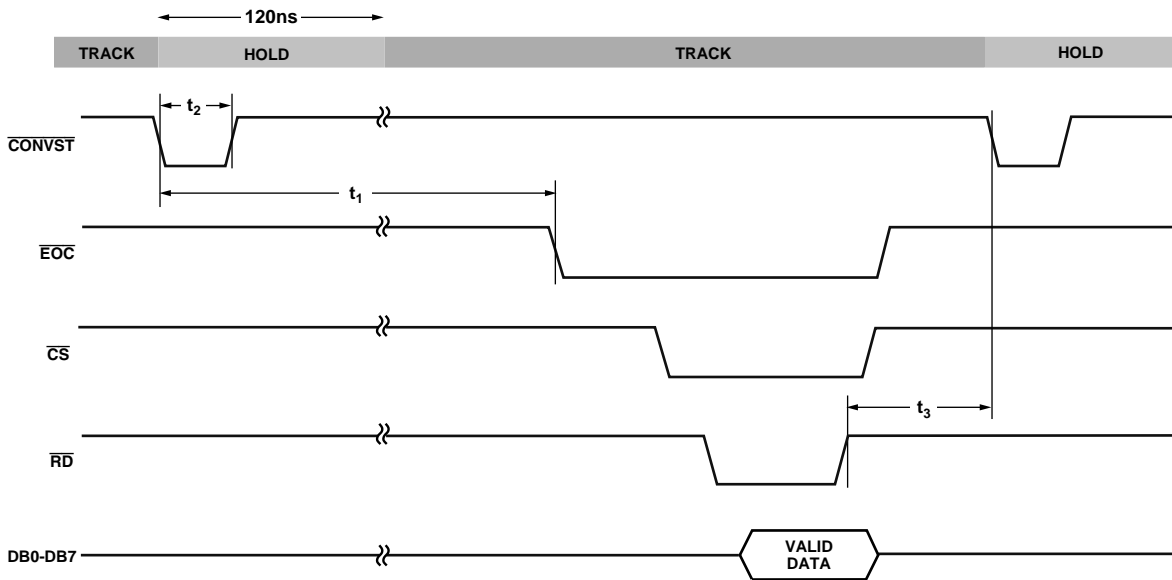 120ns
TRACK HOLD TRACK HOLD
t2
CONVST
t1
EOC
CS
t3
RD
DB0-DB7 VALID
DATA